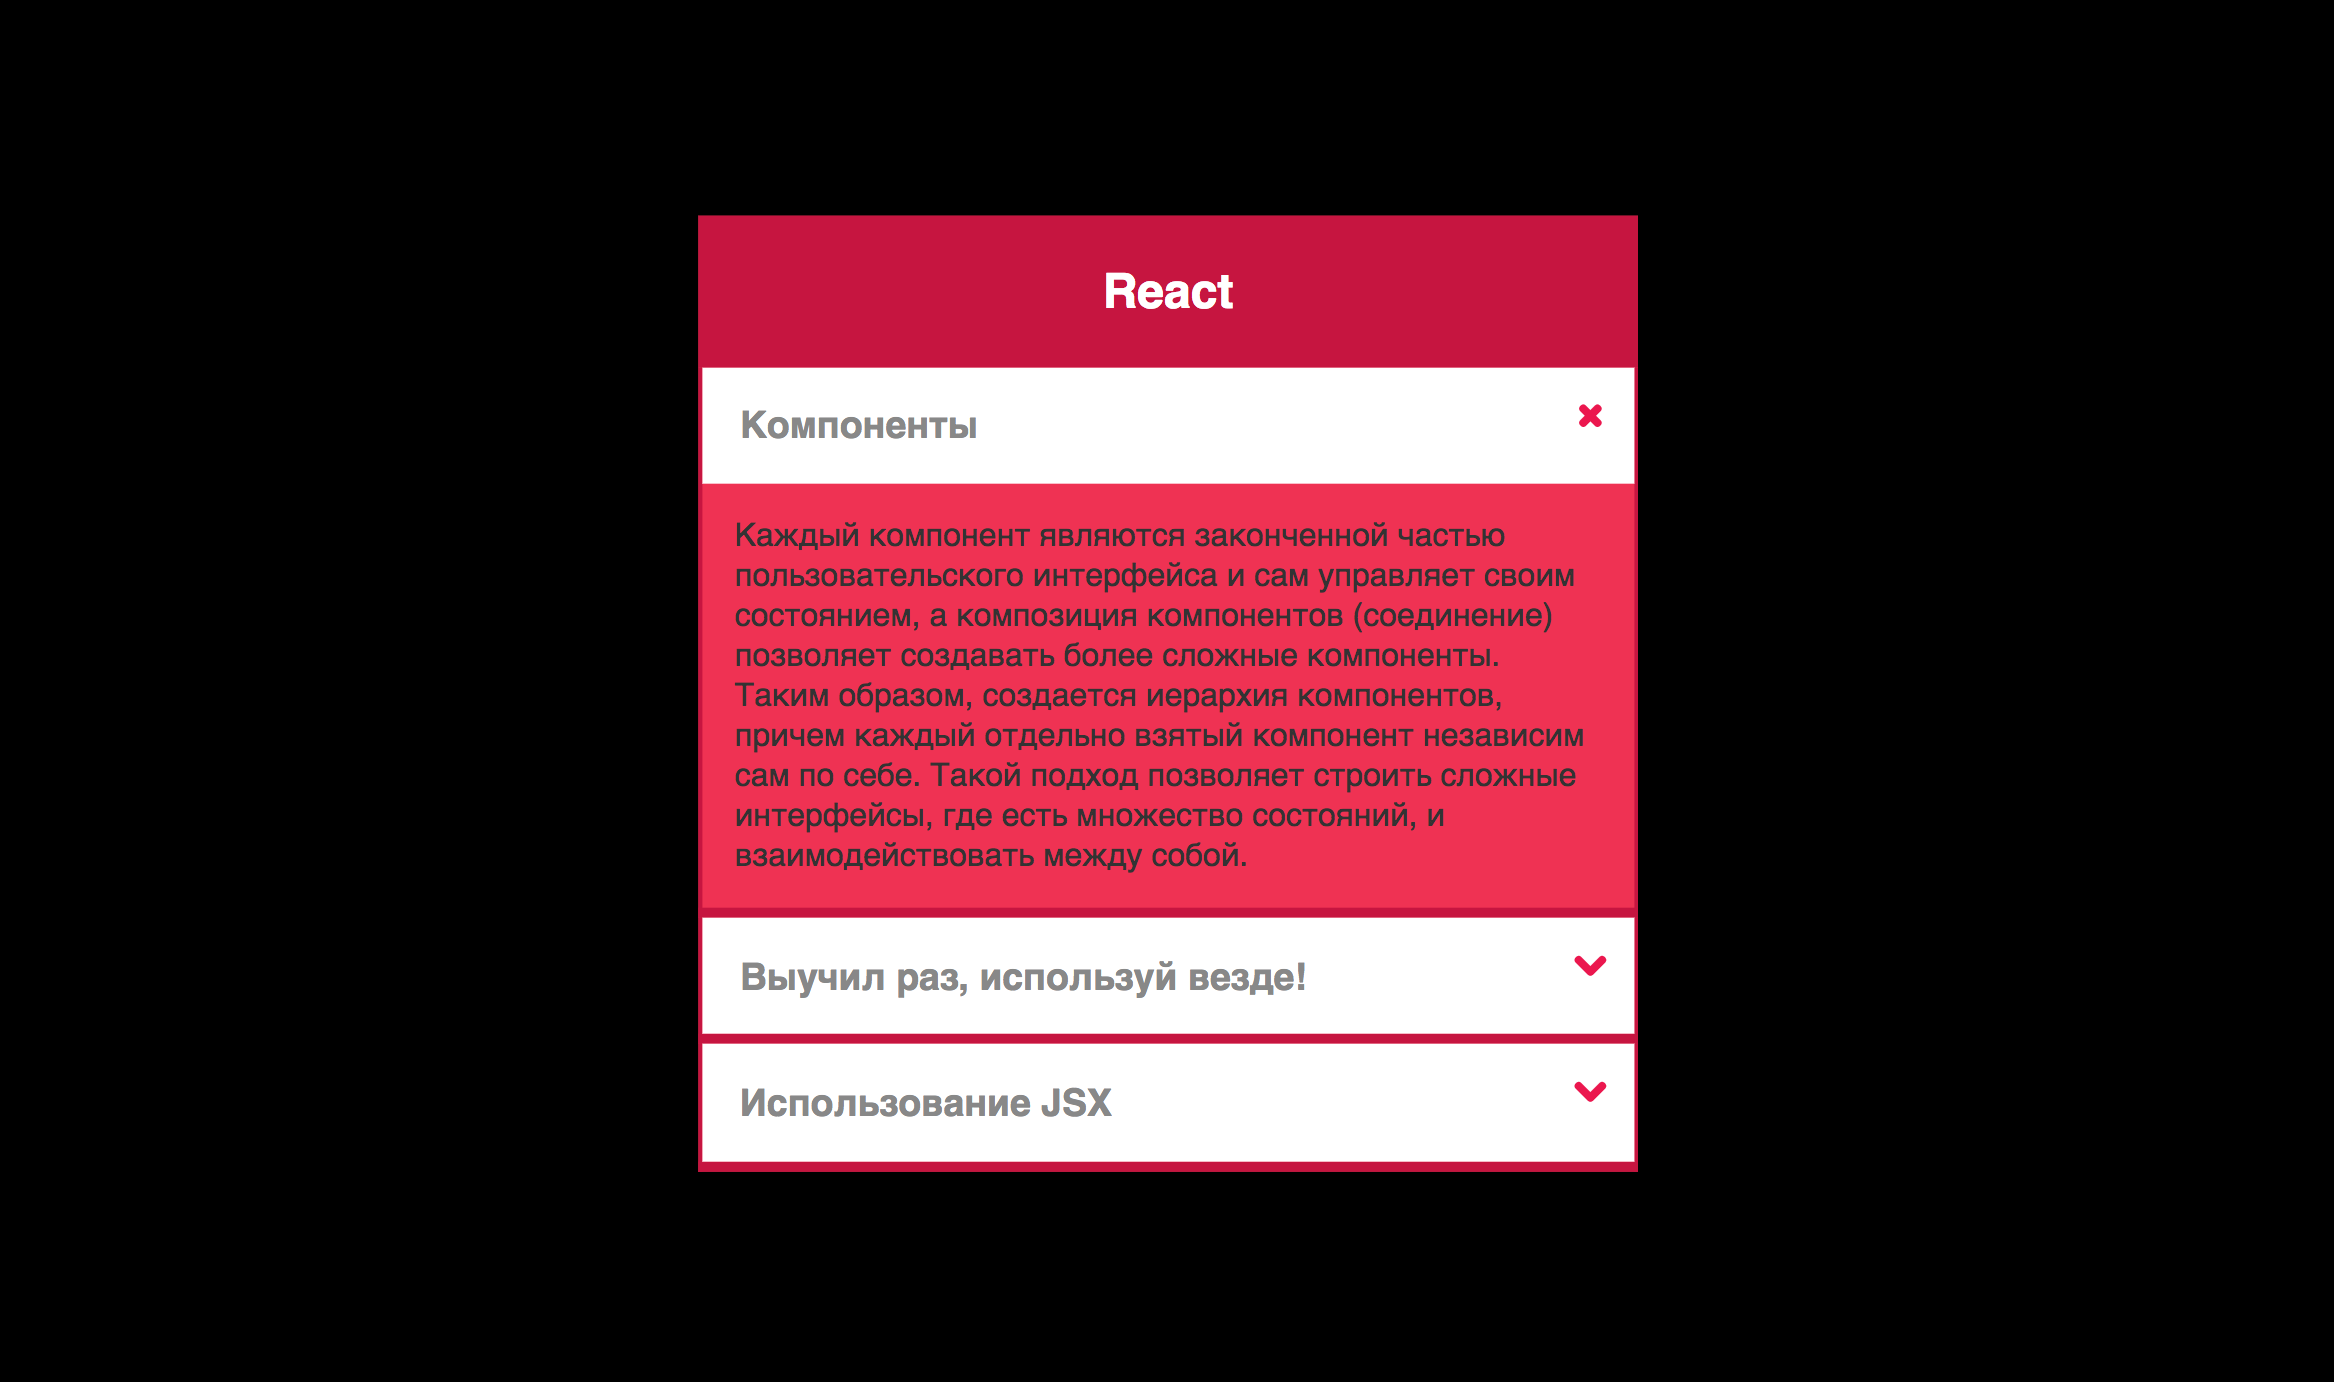 React
Компоненты
Каждый компонент являются законченной частью
пользовательского интерфейса и сам управляет своим
состоянием, а композиция компонентов (соединение)
позволяет создавать более сложные компоненты.
Таким образом, создается иерархия компонентов,
причем каждый отдельно взятый компонент независим
сам по себе. Такой подход позволяет строить сложные
интерфейсы, где есть множество состояний, и
взаимодействовать между собой.
Выучил раз, используй везде!
Использование JSX